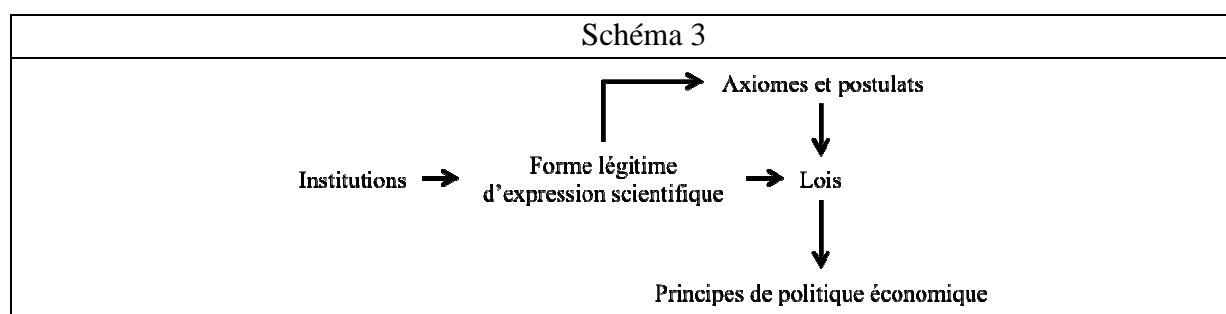 Schéma 3
Axiomes et postulats
Institutions
Forme légitime
d’expression scientifique
Lois
Principes de politique économique